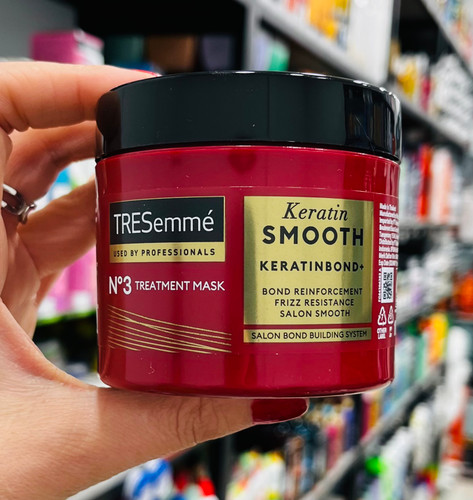 TRESemmé
USED BY PROFESSIONALS
Nº3 TREATMENT MASK
Keratin
SMOOTH
KERATINBOND+
BOND REINFORCEMENT
FRIZZ RESISTANCE
SALON SMOOTH
SALON BOND BUILDING SYSTEM